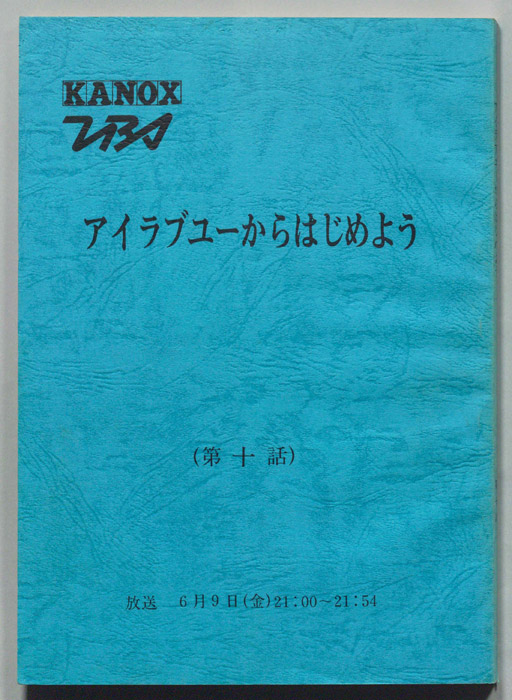 KANOX
TBS
アイラブユーからはじめよう
(第十話)
放送 6月9日(金)21:00~21:54